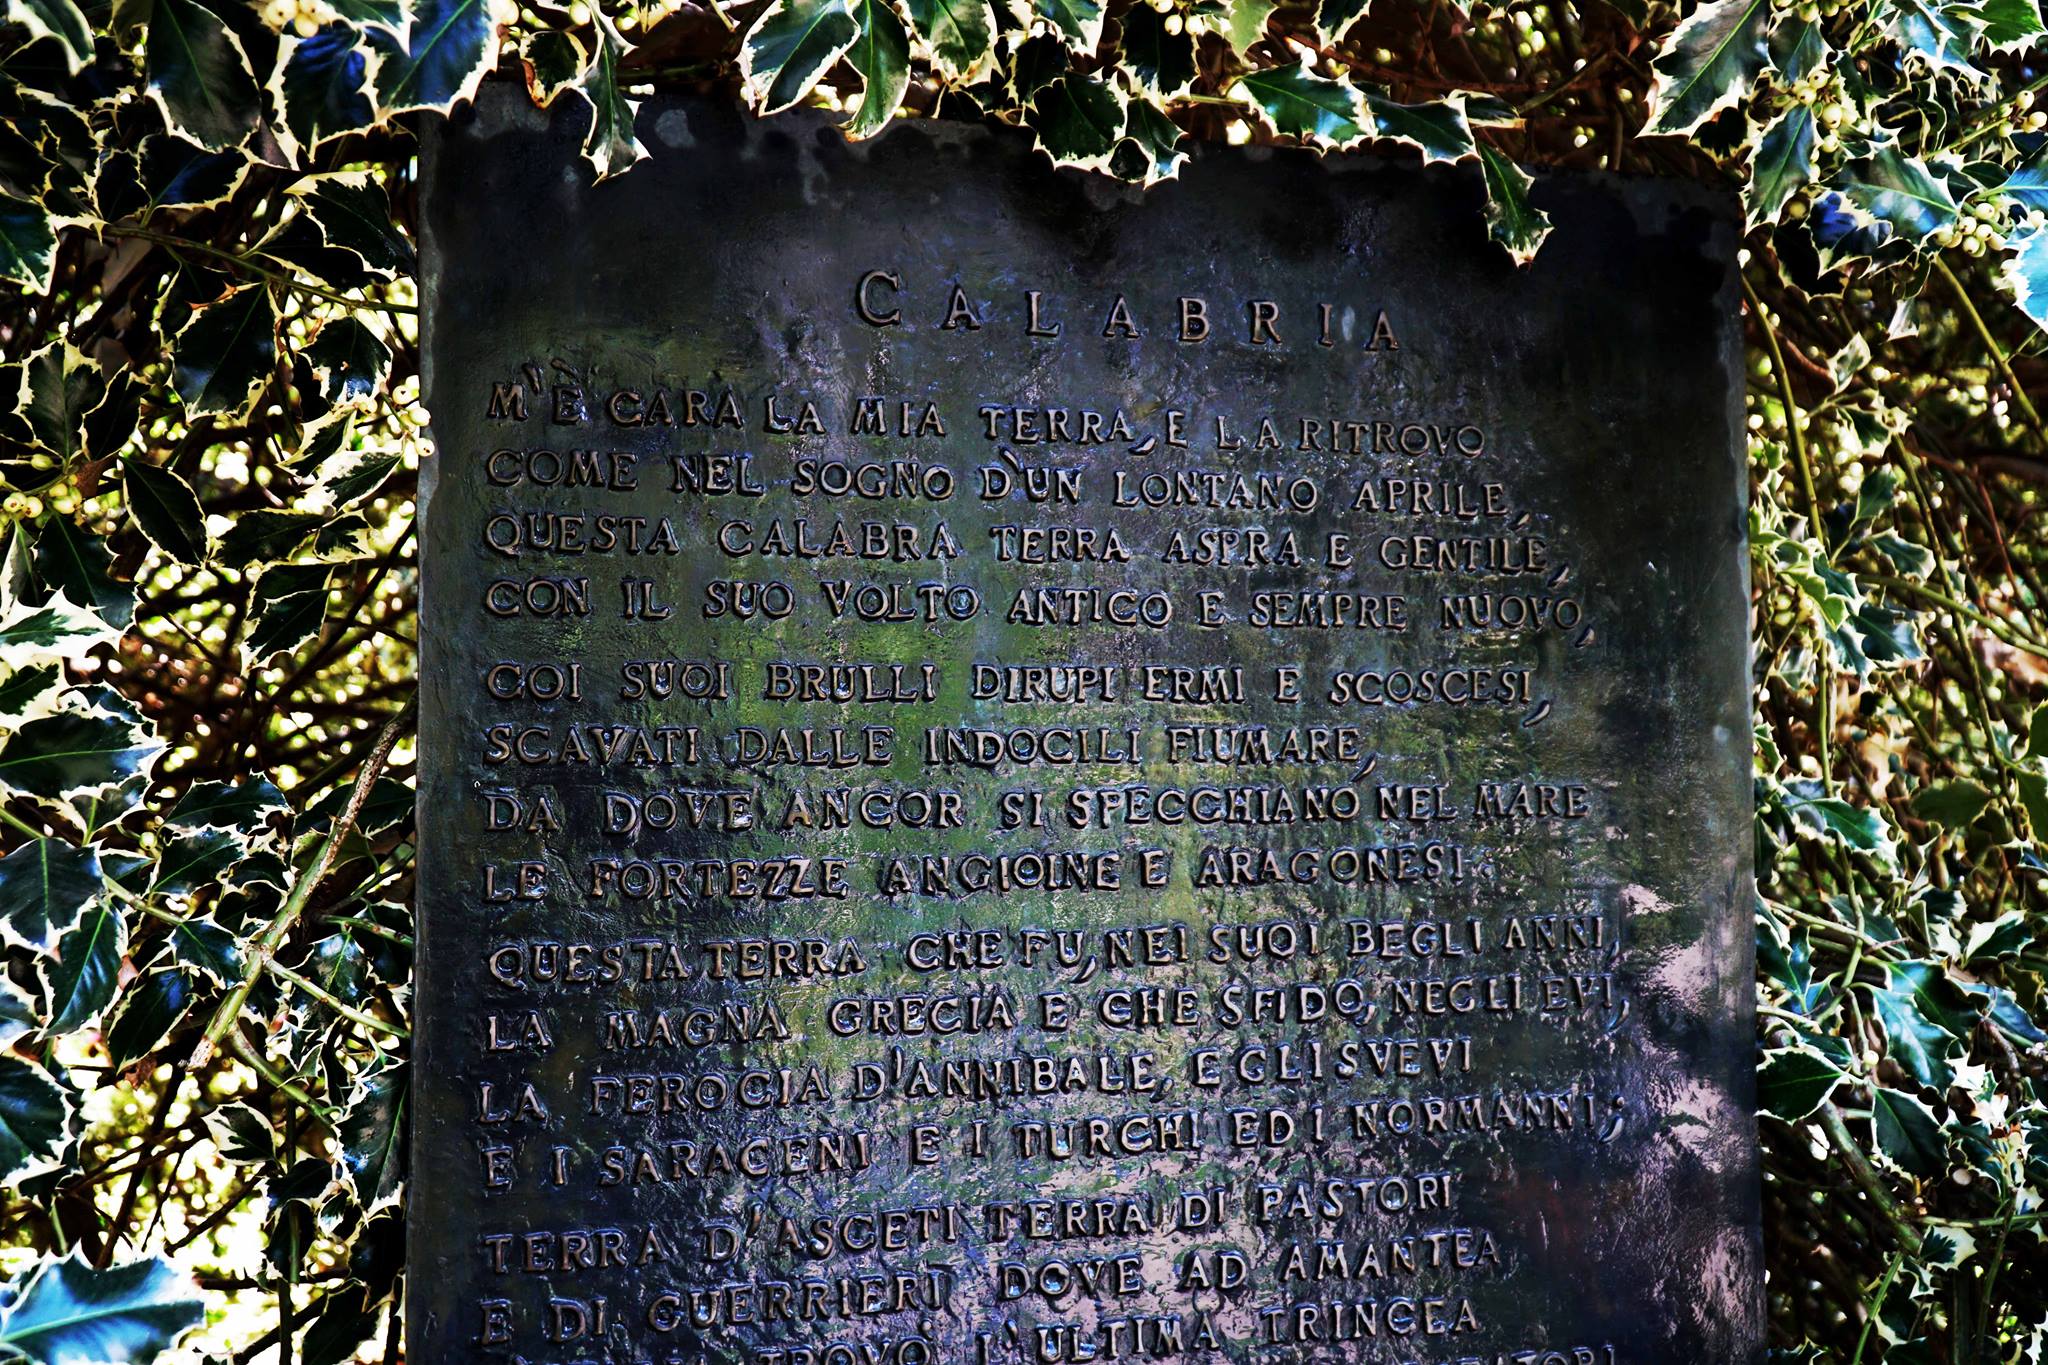 CALABRIA
M'È CARA LA MIA TERRA, E LA RITROVO
COME NEL SOGNO D'UN LONTANO APRILE,
QUESTA CALABRA TERRA ASPRA E GENTILE,
CON IL SUO VOLTO ANTICO E SEMPRE NUOVO,
COI SUOI BRULLI DIRUPI ERMI E SCOSCESI,
SCAVATI DALLE INDOCILI FIUMARE,
DA DOVE ANCOR SI SPECCHIANO NEL MARE
LE FORTEZZE ANGIOINE E ARAGONESI.
QUESTA TERRA CHE FU, NEI SUOI BEGLI ANNI,
LA MAGNA GRECIA E CHE SFIDÒ, NEGLI EVI,
LA FEROCIA D'ANNIBALE, E GLI SVEVI
E I SARACENI E I TURCHI ED I NORMANNI;
TERRA D'ASCETI TERRA DI PASTORI
E DI GUERRIERI DOVE AD AMANTEA
TROVÒ L'ULTIMA TRINCEA